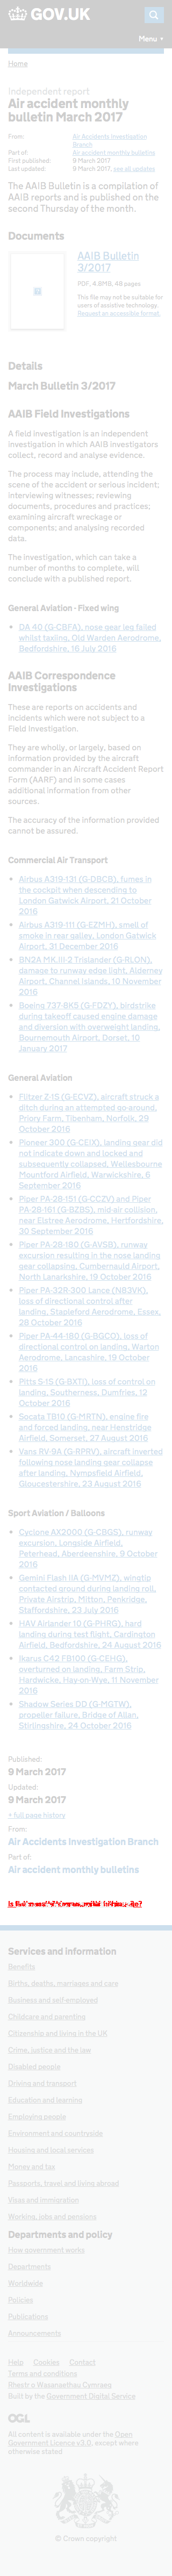 GOV.UK
Menu
Home
Independent report
Air accident monthly
bulletin March 2017
From: Air Accidents Investigation
Branch
Part of: Air accident monthly bulletins
First published: 9 March 2017
Last updated: 9 March 2017, see all updates
The AAIB Bulletin is a compilation of
AAIB reports and is published on the
second Thursday of the month.
Documents
AAIB Bulletin
3/2017
PDF, 4.8MB, 48 pages
This file may not be suitable for
users of assistive technology.
Request an accessible format.
Details
March Bulletin 3/2017
AAIB Field Investigations
A field investigation is an independent
investigation in which AAIB investigators
collect, record and analyse evidence.
The process may include, attending the
scene of the accident or serious incident;
interviewing witnesses; reviewing
documents, procedures and practices;
examining aircraft wreckage or
components; and analysing recorded
data.
The investigation, which can take a
number of months to complete, will
conclude with a published report.
General Aviation - Fixed wing
DA 40 (G-CBFA), nose gear leg failed
whilst taxiing, Old Warden Aerodrome,
Bedfordshire, 16 July 2016
AAIB Correspondence
Investigations
These are reports on accidents and
incidents which were not subject to a
Field Investigation.
They are wholly, or largely, based on
information provided by the aircraft
commander in an Aircraft Accident Report
Form (AARF) and in some cases
additional information from other
sources.
The accuracy of the information provided
cannot be assured.
Commercial Air Transport
Airbus A319-131 (G-DBCB), fumes in
the cockpit when descending to
London Gatwick Airport, 21 October
2016
Airbus A319-111 (G-EZMH), smell of
smoke in rear galley, London Gatwick
Airport, 31 December 2016
BN2A MK.III-2 Trislander (G-RLON),
damage to runway edge light, Alderney
Airport, Channel Islands, 10 November
2016
Boeing 737-8K5 (G-FDZY), birdstrike
during takeoff caused engine damage
and diversion with overweight landing,
Bournemouth Airport, Dorset, 10
January 2017
General Aviation
Flitzer Z-1S (G-ECVZ), aircraft struck a
ditch during an attempted go-around,
Priory Farm, Tibenham, Norfolk, 29
October 2016
Pioneer 300 (G-CEIX), landing gear did
not indicate down and locked and
subsequently collapsed, Wellesbourne
Mountford Airfield, Warwickshire, 6
September 2016
Piper PA-28-151 (G-CCZV) and Piper
PA-28-161 (G-BZBS), mid-air collision,
near Elstree Aerodrome, Hertfordshire,
30 September 2016
Piper PA-28-180 (G-AVSB), runway
excursion resulting in the nose landing
gear collapsing, Cumbernauld Airport,
North Lanarkshire, 19 October 2016
Piper PA-32R-300 Lance (N83VK),
loss of directional control after
landing, Stapleford Aerodrome, Essex,
28 October 2016
Piper PA-44-180 (G-BGCO), loss of
directional control on landing, Warton
Aerodrome, Lancashire, 19 October
2016
Pitts S-1S (G-BXTI), loss of control on
landing, Southerness, Dumfries, 12
October 2016
Socata TB10 (G-MRTN), engine fire
and forced landing, near Henstridge
Airfield, Somerset, 27 August 2016
Vans RV-9A (G-RPRV), aircraft inverted
following nose landing gear collapse
after landing, Nympsfield Airfield,
Gloucestershire, 23 August 2016
Sport Aviation / Balloons
Cyclone AX2000 (G-CBGS), runway
excursion, Longside Airfield,
Peterhead, Aberdeenshire, 9 October
2016
Gemini Flash IIA (G-MVMZ), wingtip
contacted ground during landing roll,
Private Airstrip, Mitton, Penkridge,
Staffordshire, 23 July 2016
HAV Airlander 10 (G-PHRG), hard
landing during test flight, Cardington
Airfield, Bedfordshire, 24 August 2016
Ikarus C42 FB100 (G-CEHG),
overturned on landing, Farm Strip,
Hardwicke, Hay-on-Wye, 11 November
2016
Shadow Series DD (G-MGTW),
propeller failure, Bridge of Allan,
Stirlingshire, 24 October 2016
Published:
9 March 2017
Updated:
9 March 2017
+ full page history
From:
Air Accidents Investigation Branch
Part of:
Air accident monthly bulletins
Services and information
Benefits
Births, deaths, marriages and care
Business and self-employed
Childcare and parenting
Citizenship and living in the UK
Crime, justice and the law
Disabled people
Driving and transport
Education and learning
Employing people
Environment and countryside
Housing and local services
Money and tax
Passports, travel and living abroad
Visas and immigration
Working, jobs and pensions
Departments and policy
How government works
Departments
Worldwide
Policies
Publications
Announcements
Help Cookies Contact
Terms and conditions
Rhestr o Wasanaethau Cymraeg
Built by the Government Digital Service
OGL
All content is available under the Open
Government Licence v3.0, except where
otherwise stated
© Crown copyright